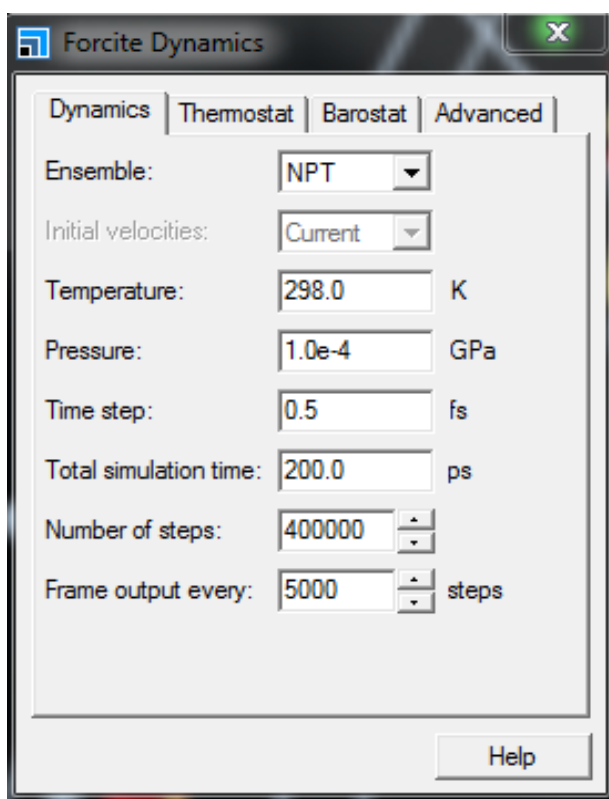 Forcite Dynamics X
Dynamics Thermostat Barostat Advanced
Ensemble: NPT
Initial velocities: Current
Temperature: 298.0 K
Pressure: 1.0e-4 GPa
Time step: 0.5 fs
Total simulation time: 200.0 ps
Number of steps: 400000
Frame output every: 5000 steps
Help